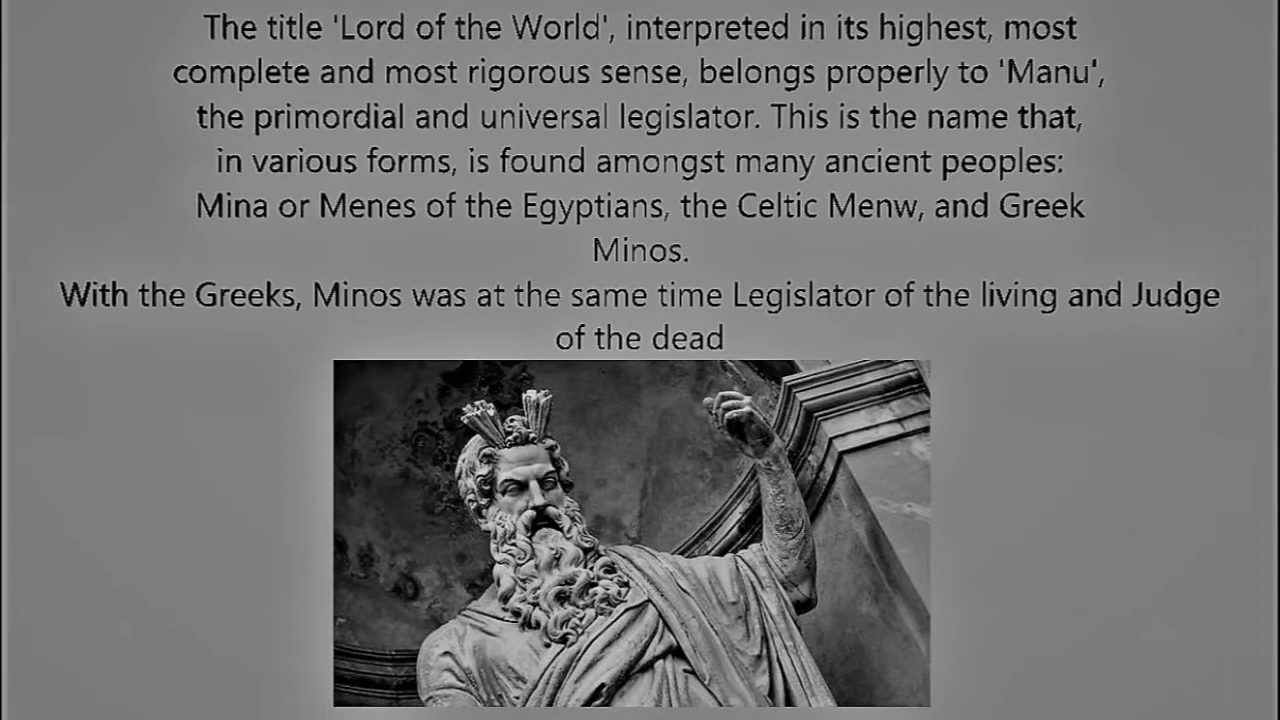 The title 'Lord of the World', interpreted in its highest, most
complete and most rigorous sense, belongs properly to 'Manu',
the primordial and universal legislator. This is the name that,
in various forms, is found amongst many ancient peoples:
Mina or Menes of the Egyptians, the Celtic Menw, and Greek
Minos.
With the Greeks, Minos was at the same time Legislator of the living and Judge
of the dead